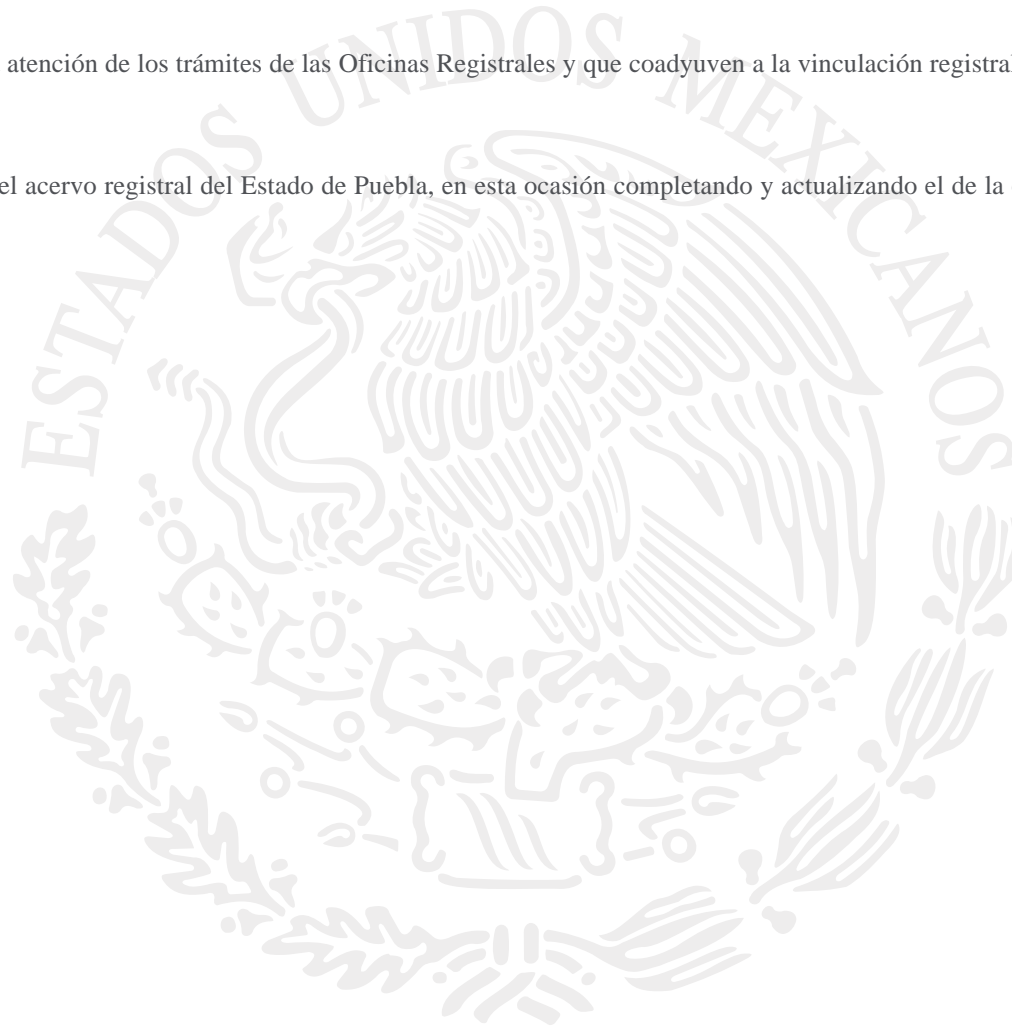 atención de los trámites de las Oficinas Registrales y que coadyuven a la vinculación registral
el acervo registral del Estado de Puebla, en esta ocasión completando y actualizando el de la
ESTADOS UNIDOS MEXICANOS